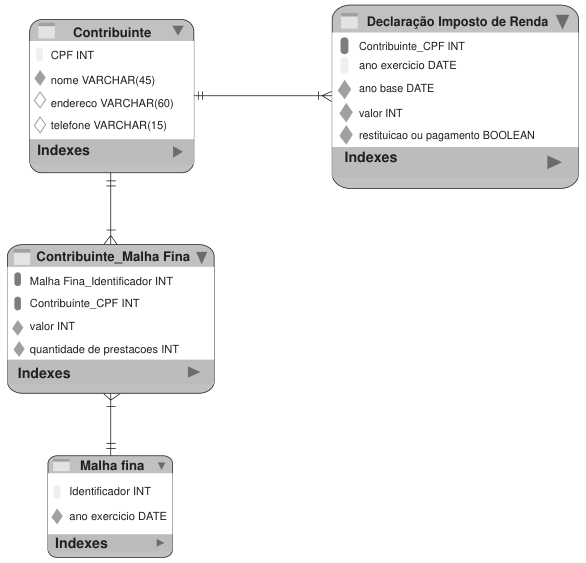 Contribuinte
CPF INT
nome VARCHAR(45)
endereco VARCHAR(60)
telefone VARCHAR(15)
Indexes
Declaração Imposto de Renda
Contribuinte_CPF INT
ano exercicio DATE
ano base DATE
valor INT
restituicao ou pagamento BOOLEAN
Indexes
Contribuinte_Malha Fina
Malha Fina_Identificador INT
Contribuinte_CPF INT
valor INT
quantidade de prestacoes INT
Indexes
Malha fina
Identificador INT
ano exercicio DATE
Indexes